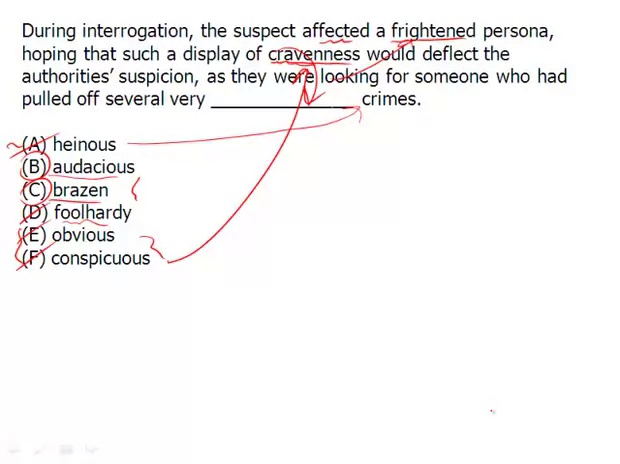 During interrogation, the suspect affected a frightened persona,
hoping that such a display of cravenness would deflect the
authorities’ suspicion, as they were looking for someone who had
pulled off several very ________________ crimes.
(A) heinous
(B) audacious
(C) brazen
(D) foolhardy
(E) obvious
(F) conspicuous